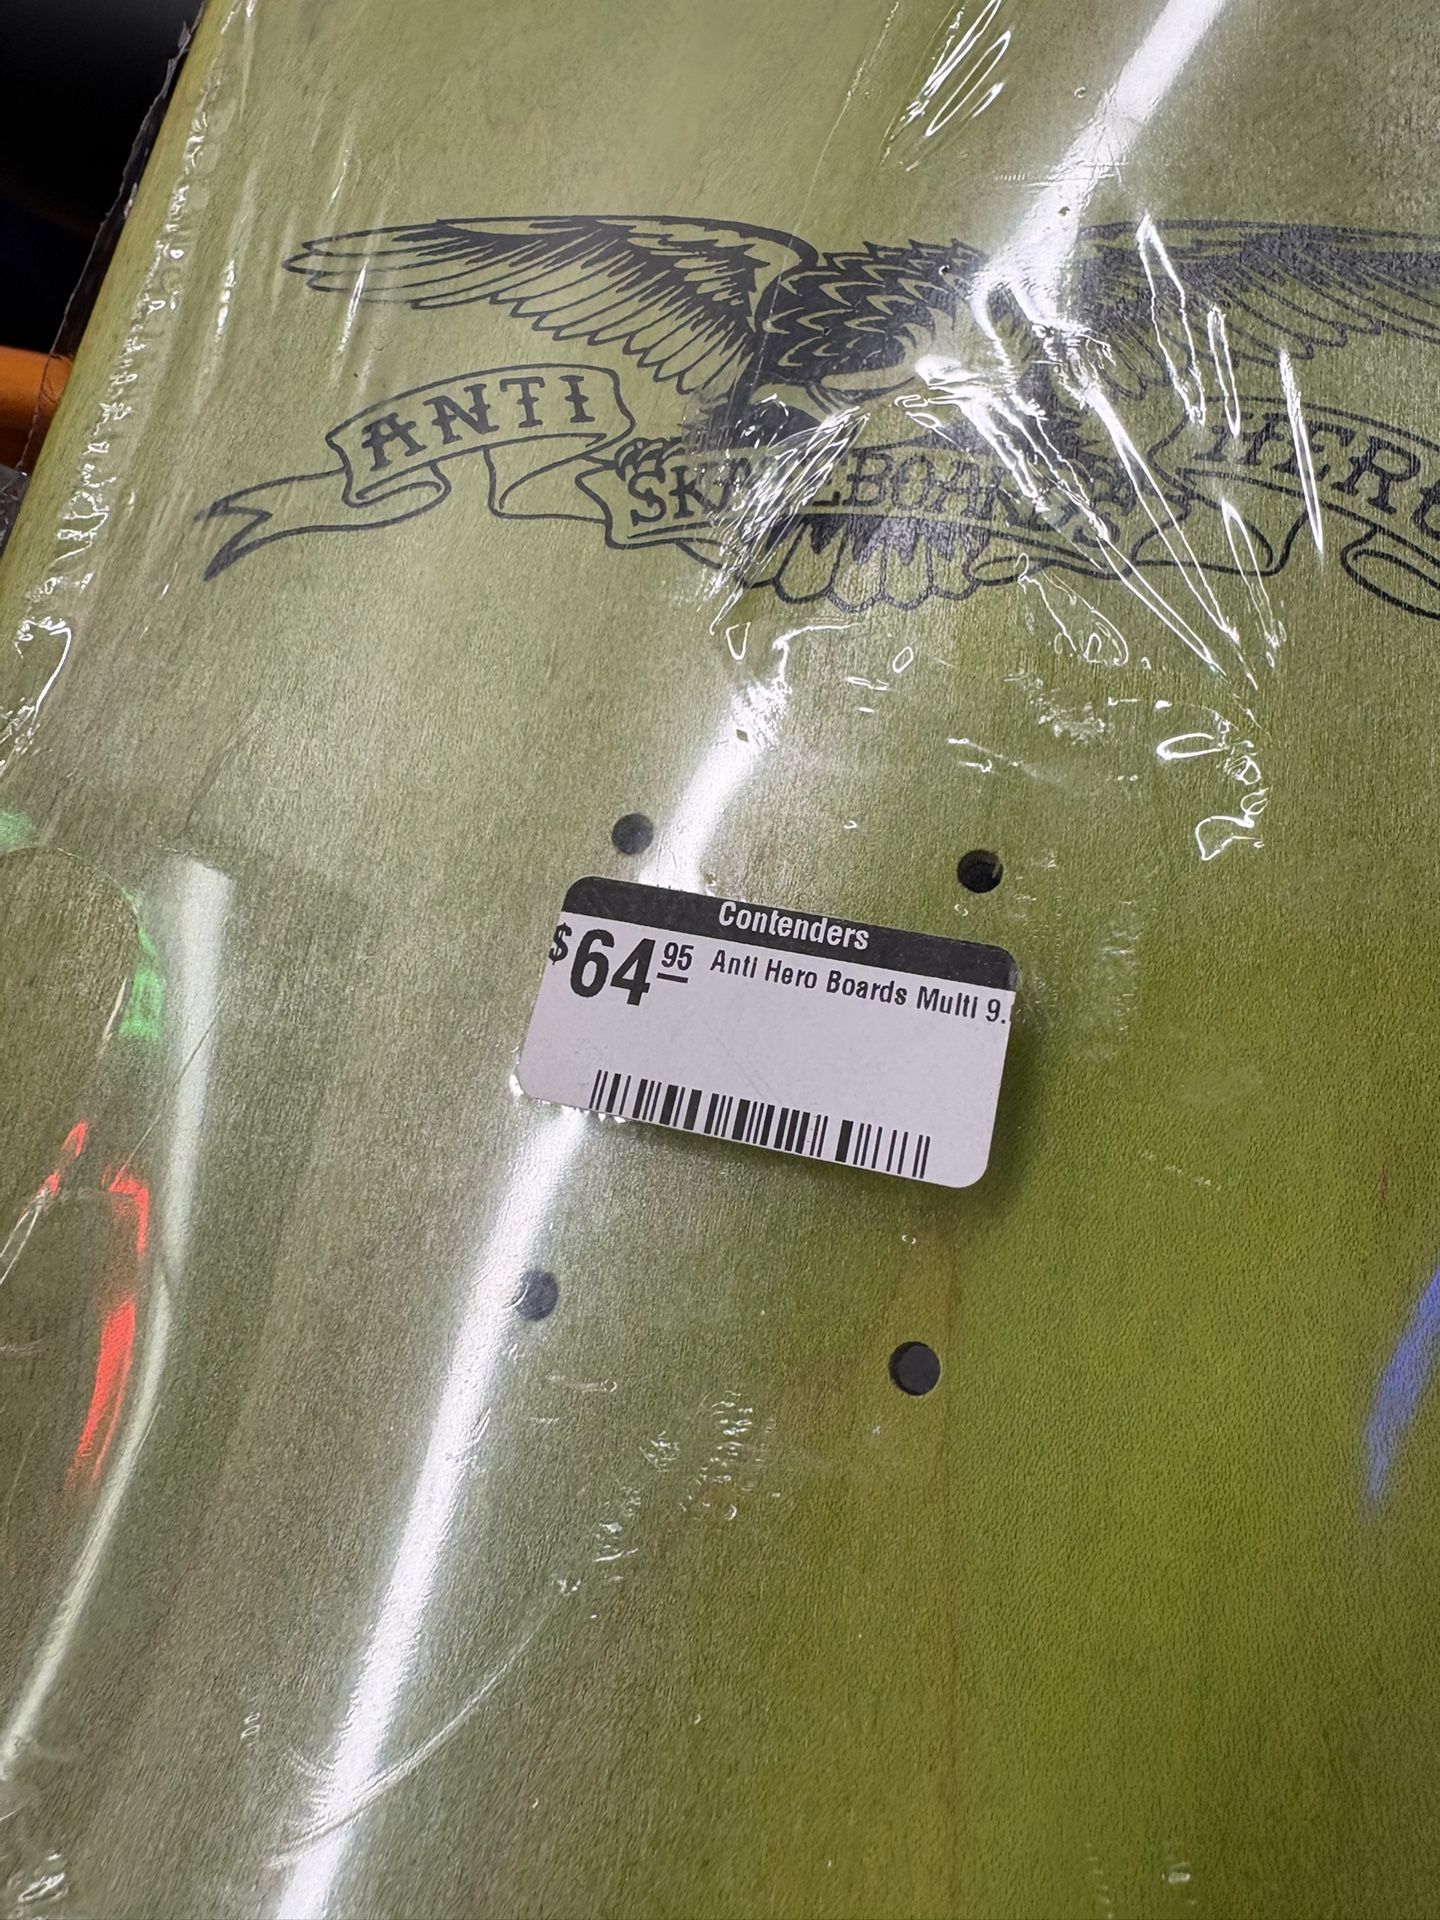 ANTI
HERO
SKATEBOARDS
Contenders
$64.95 Anti Hero Boards Multi 9.